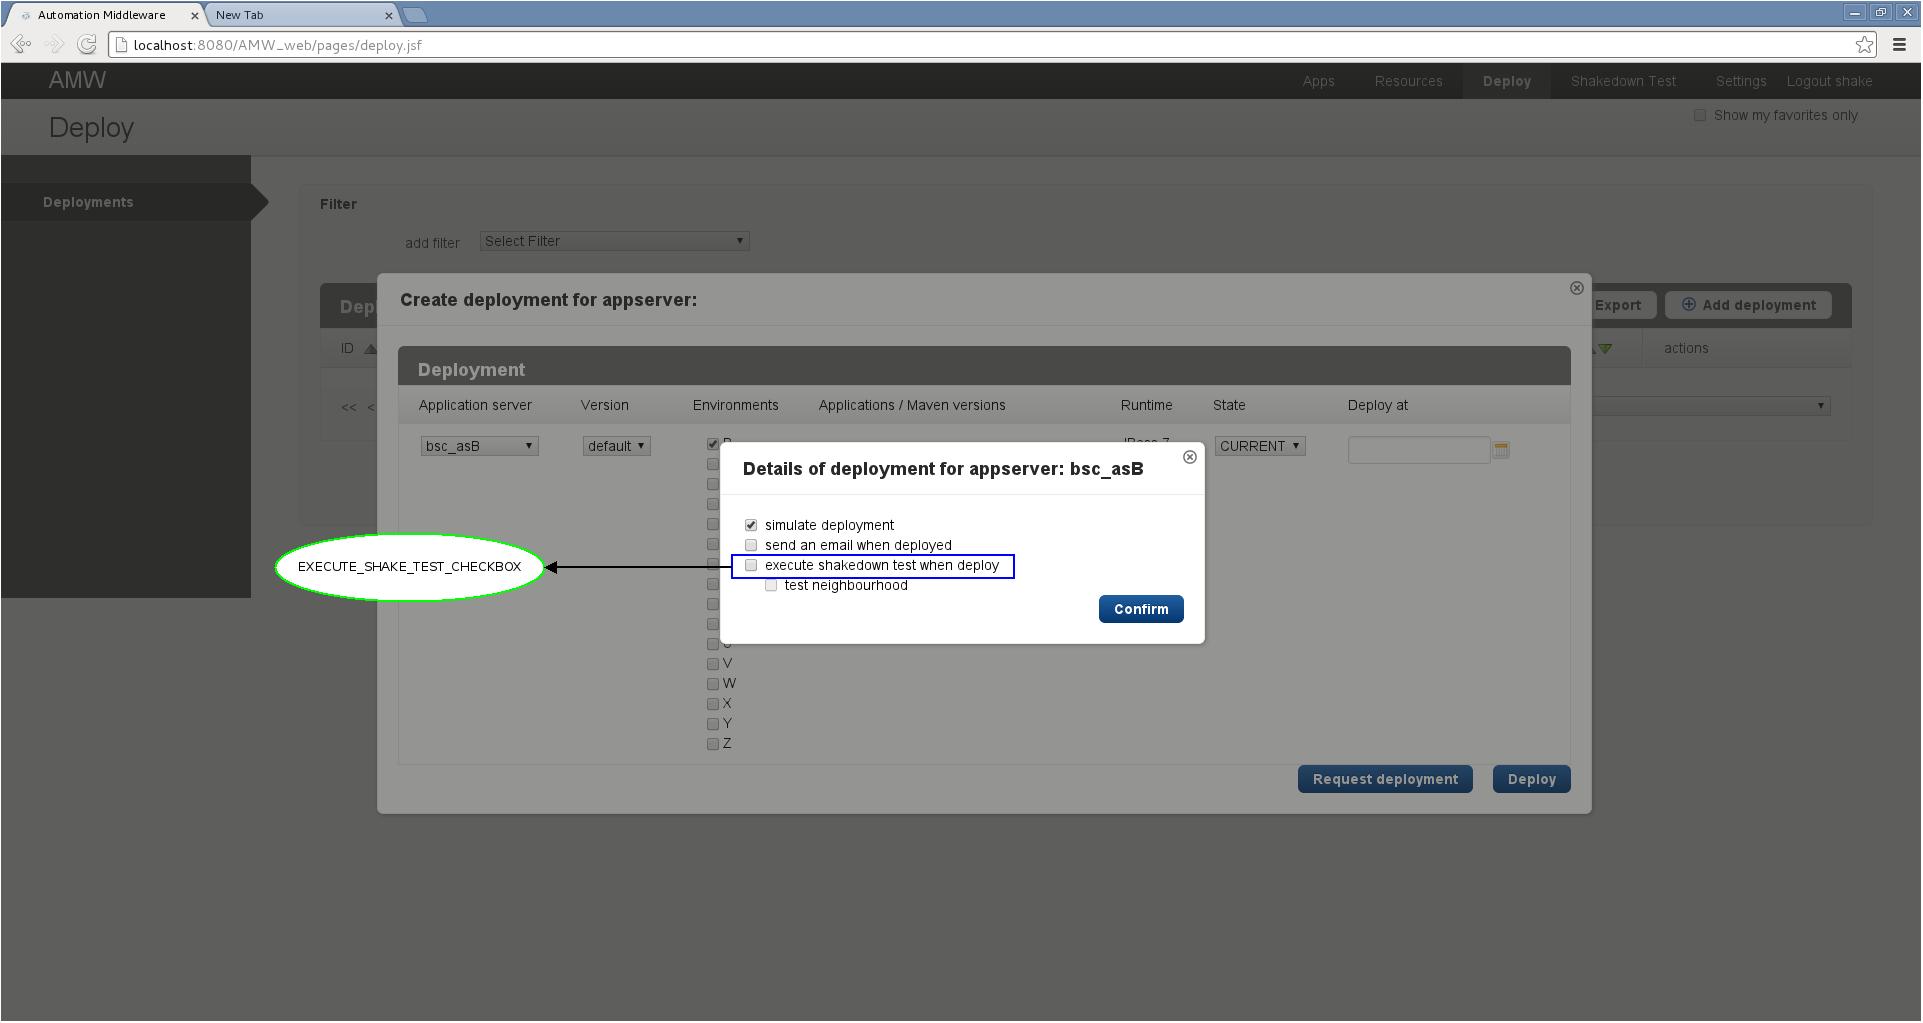 Automation Middleware
New Tab
localhost:8080/AMW_web/pages/deploy.jsf
AMW
Apps
Resources
Deploy
Shakedown Test
Settings
Logout shake
Deploy
Show my favorites only
Deployments
Filter
add filter
Select Filter
Create deployment for appserver:
Export
Add deployment
ID
actions
Deployment
<< <
Application server
Version
Environments
Applications / Maven versions
Runtime
State
Deploy at
bsc_asB
default
CURRENT
Details of deployment for appserver: bsc_asB
simulate deployment
send an email when deployed
execute shakedown test when deploy
EXECUTE_SHAKE_TEST_CHECKBOX
test neighbourhood
Confirm
V
W
X
Y
Z
Request deployment
Deploy